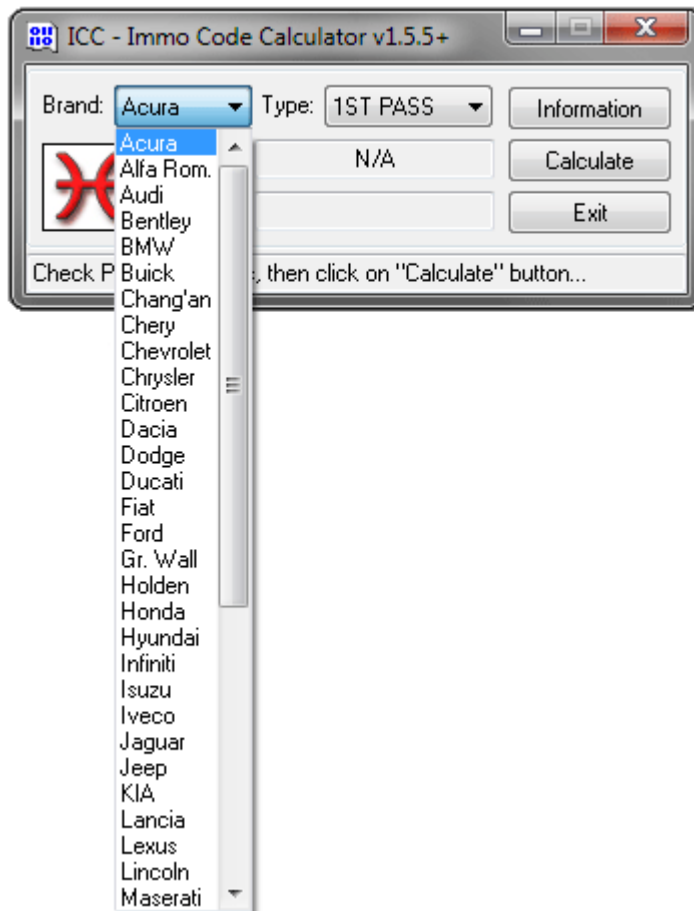 ICC - Immo Code Calculator v1.5.5+
Brand: Acura Type: 1ST PASS Information
N/A Calculate
Exit
Check P , then click on "Calculate" button...
Acura
Alfa Rom.
Audi
Bentley
BMW
Buick
Chang'an
Chery
Chevrolet
Chrysler
Citroen
Dacia
Dodge
Ducati
Fiat
Ford
Gr. Wall
Holden
Honda
Hyundai
Infiniti
Isuzu
Iveco
Jaguar
Jeep
KIA
Lancia
Lexus
Lincoln
Maserati